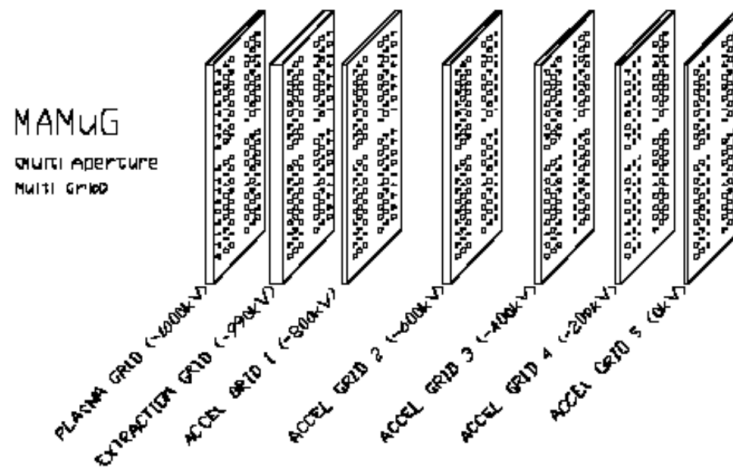 MAMuG
Multi Aperture
Multi GriD
PLASMA GRID (-1000kV)
EXTRACTION GRID (-990kV)
ACCEL GRID 1 (-800kV)
ACCEL GRID 2 (-600kV)
ACCEL GRID 3 (-400kV)
ACCEL GRID 4 (-200kV)
ACCEL GRID 5 (0kV)